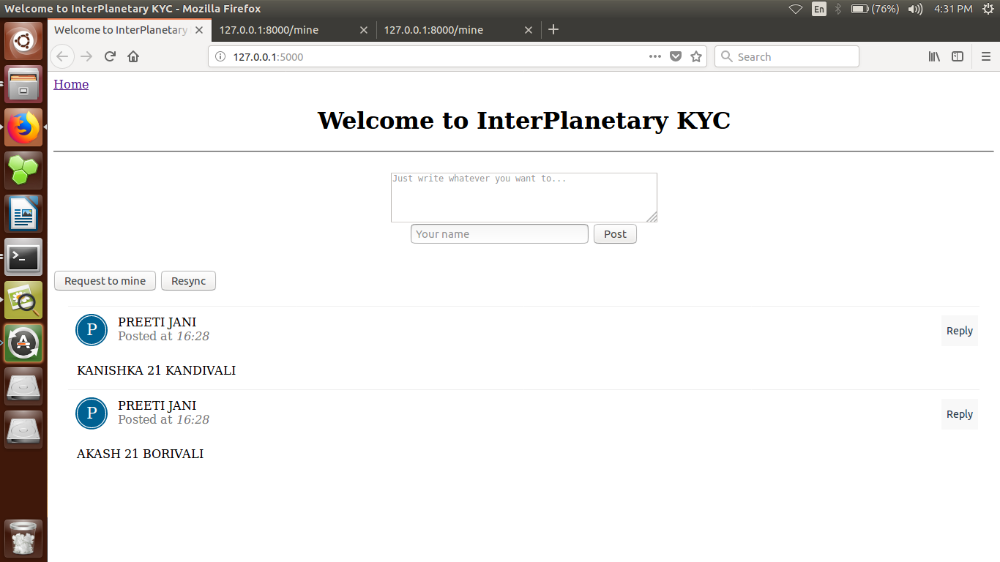 Welcome to InterPlanetary KYC - Mozilla Firefox
En (76%) 4:31 PM
Welcome to InterPlanetary 127.0.0.1:8000/mine 127.0.0.1:8000/mine
127.0.0.1:5000 Search
Home
Welcome to InterPlanetary KYC
Just write whatever you want to...
Your name Post
Request to mine Resync
P PREETI JANI
Posted at 16:28
Reply
KANISHKA 21 KANDIVALI
P PREETI JANI
Posted at 16:28
Reply
AKASH 21 BORIVALI